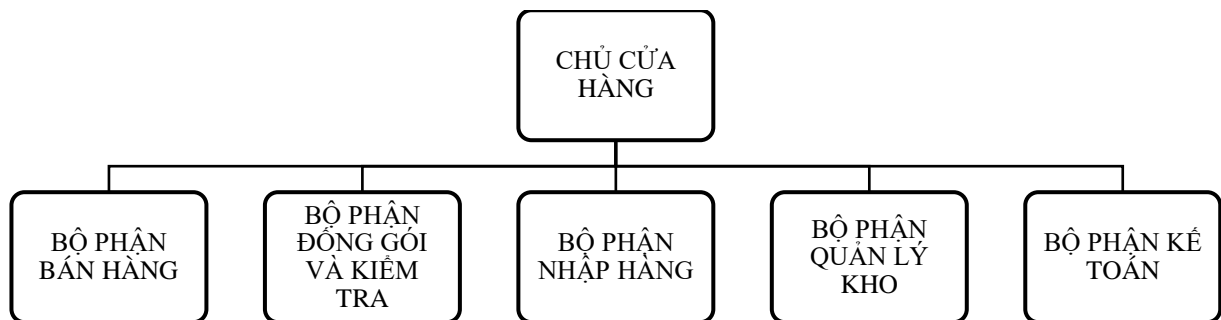 CHỦ CỬA
HÀNG
BỘ PHẬN
BÁN HÀNG
BỘ PHẬN
ĐÓNG GÓI
VÀ KIỂM
TRA
BỘ PHẬN
NHẬP HÀNG
BỘ PHẬN
QUẢN LÝ
KHO
BỘ PHẬN KẾ
TOÁN